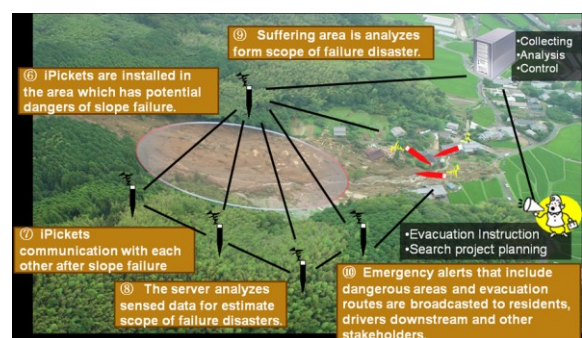 ⑨ Suffering area is analyzes
form scope of failure disaster.
•Collecting
•Analysis
•Control
⑥ iPickets are installed in
the area which has potential
dangers of slope failure.
⑦ iPickets
communication with each
other after slope failure
⑧ The server analyzes
sensed data for estimate
scope of failure disasters.
•Evacuation Instruction
•Search project planning
⑩ Emergency alerts that include
dangerous areas and evacuation
routes are broadcasted to residents,
drivers downstream and other
stakeholders.